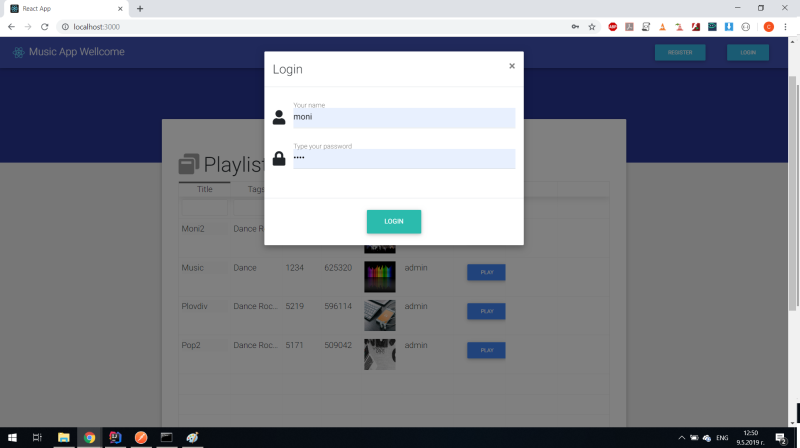 React App
localhost:3000
Music App Wellcome
REGISTER
LOGIN
Login
×
Your name
moni
Type your password
••••
LOGIN
Playlist
Title
Tags
Moni2
Dance R
Music
Dance
1234
625320
admin
PLAY
Plovdiv
Dance Roc...
5219
596114
admin
PLAY
Pop2
Dance Roc...
5171
509042
admin
PLAY
ENG
12:50
9.5.2019 г.